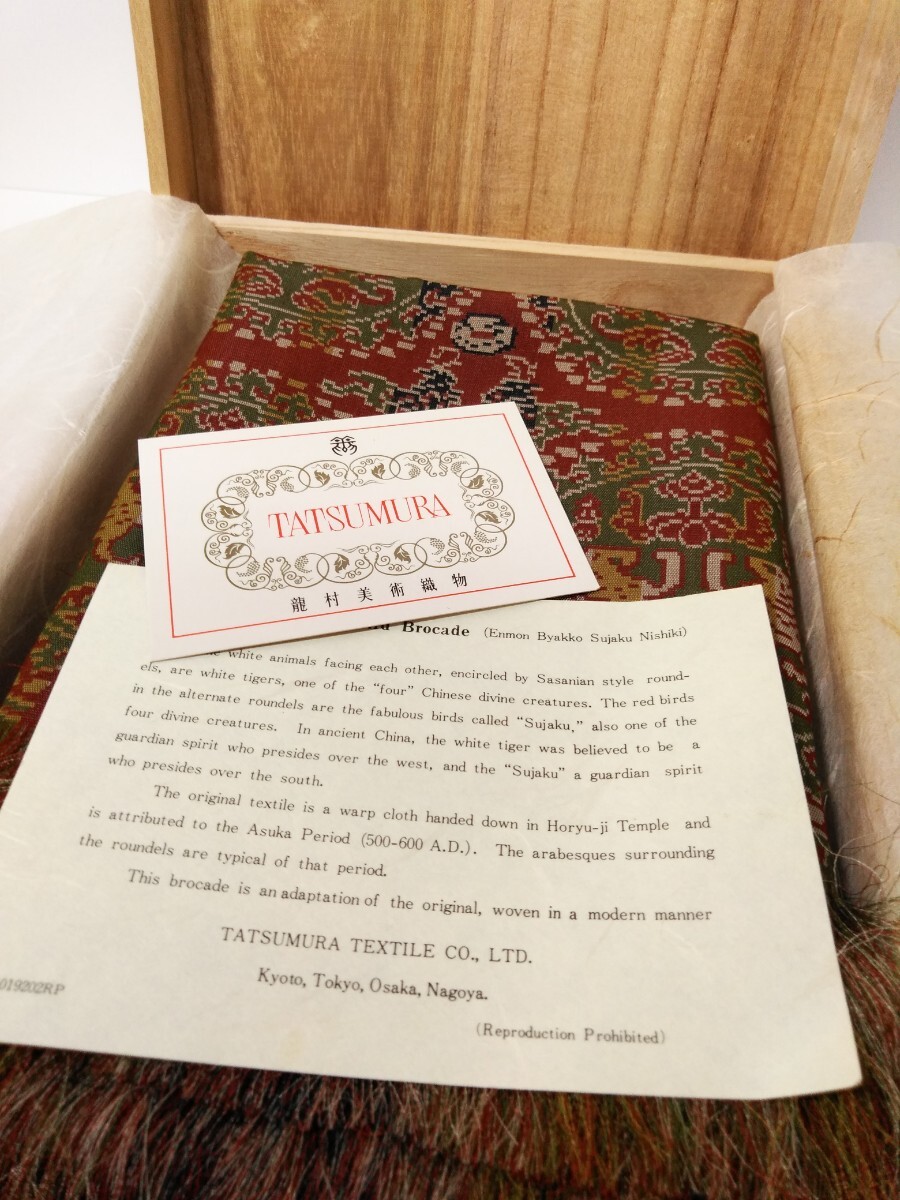 TATSUMURA
龍村美術織物
Brocade (Enmon Byakko Sujaku Nishiki)
white animals facing each other, encircled by Sasanian style round-
els, are white tigers, one of the “four” Chinese divine creatures. The red birds
in the alternate roundels are the fabulous birds called “Sujaku,” also one of the
four divine creatures. In ancient China, the white tiger was believed to be a
guardian spirit who presides over the west, and the “Sujaku” a guardian spirit
who presides over the south.
The original textile is a warp cloth handed down in Horyu-ji Temple and
is attributed to the Asuka Period (500-600 A.D.). The arabesques surrounding
the roundels are typical of that period.
This brocade is an adaptation of the original, woven in a modern manner
TATSUMURA TEXTILE CO., LTD.
Kyoto, Tokyo, Osaka, Nagoya.
019202RP
(Reproduction Prohibited)